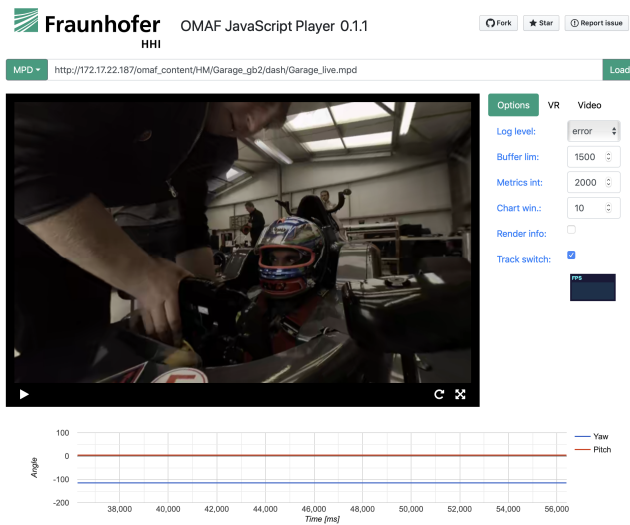 Fraunhofer
HHI
OMAF JavaScript Player 0.1.1
Fork
Star
Report issue
MPD
http://172.17.22.187/omaf_content/HM/Garage_gb2/dash/Garage_live.mpd
Load
Options
VR
Video
Log level:
error
Buffer lim:
1500
Metrics int:
2000
Chart win.:
10
Render info:
Track switch:
FPS
100
0
-100
-200
Angle
38,000
40,000
42,000
44,000
46,000
48,000
50,000
52,000
54,000
56,000
Time [ms]
Yaw
Pitch